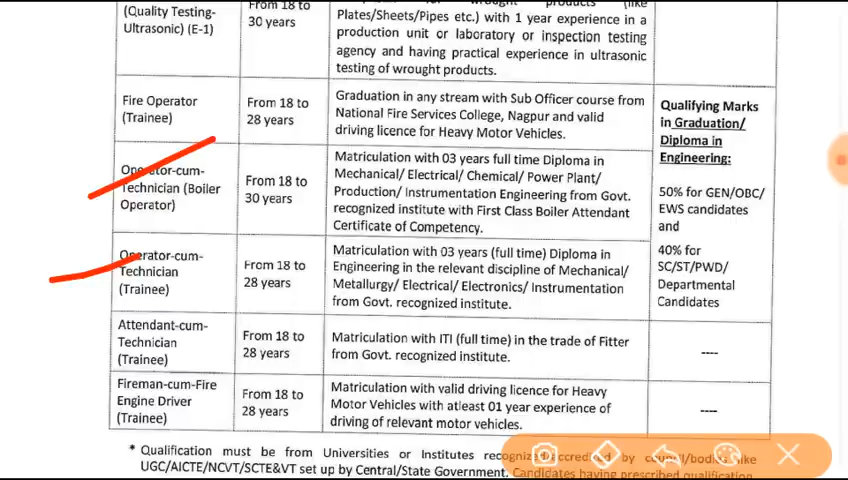 (Quality Testing-
Ultrasonic) (E-1)
From 18 to
30 years
for wrought products (like
Plates/Sheets/Pipes etc.) with 1 year experience in a
production unit or laboratory or inspection testing
agency and having practical experience in ultrasonic
testing of wrought products.
Fire Operator
(Trainee)
From 18 to
28 years
Graduation in any stream with Sub Officer course from
National Fire Services College, Nagpur and valid
driving licence for Heavy Motor Vehicles.
Operator-cum-
Technician (Boiler
Operator)
From 18 to
30 years
Matriculation with 03 years full time Diploma in
Mechanical/ Electrical/ Chemical/ Power Plant/
Production/ Instrumentation Engineering from Govt.
recognized institute with First Class Boiler Attendant
Certificate of Competency.
Operator-cum-
Technician
(Trainee)
From 18 to
28 years
Matriculation with 03 years (full time) Diploma in
Engineering in the relevant discipline of Mechanical/
Metallurgy/ Electrical/ Electronics/ Instrumentation
from Govt. recognized institute.
Qualifying Marks
in Graduation/
Diploma in
Engineering:
50% for GEN/OBC/
EWS candidates
and
40% for
SC/ST/PWD/
Departmental
Candidates
Attendant-cum-
Technician
(Trainee)
From 18 to
28 years
Matriculation with ITI (full time) in the trade of Fitter
from Govt. recognized institute.
----
Fireman-cum-Fire
Engine Driver
(Trainee)
From 18 to
28 years
Matriculation with valid driving licence for Heavy
Motor Vehicles with atleast 01 year experience of
driving of relevant motor vehicles.
----
* Qualification must be from Universities or Institutes recognized/accredited by council/bodies like
UGC/AICTE/NCVT/SCTE&VT set up by Central/State Government. Candidates having prescribed qualification